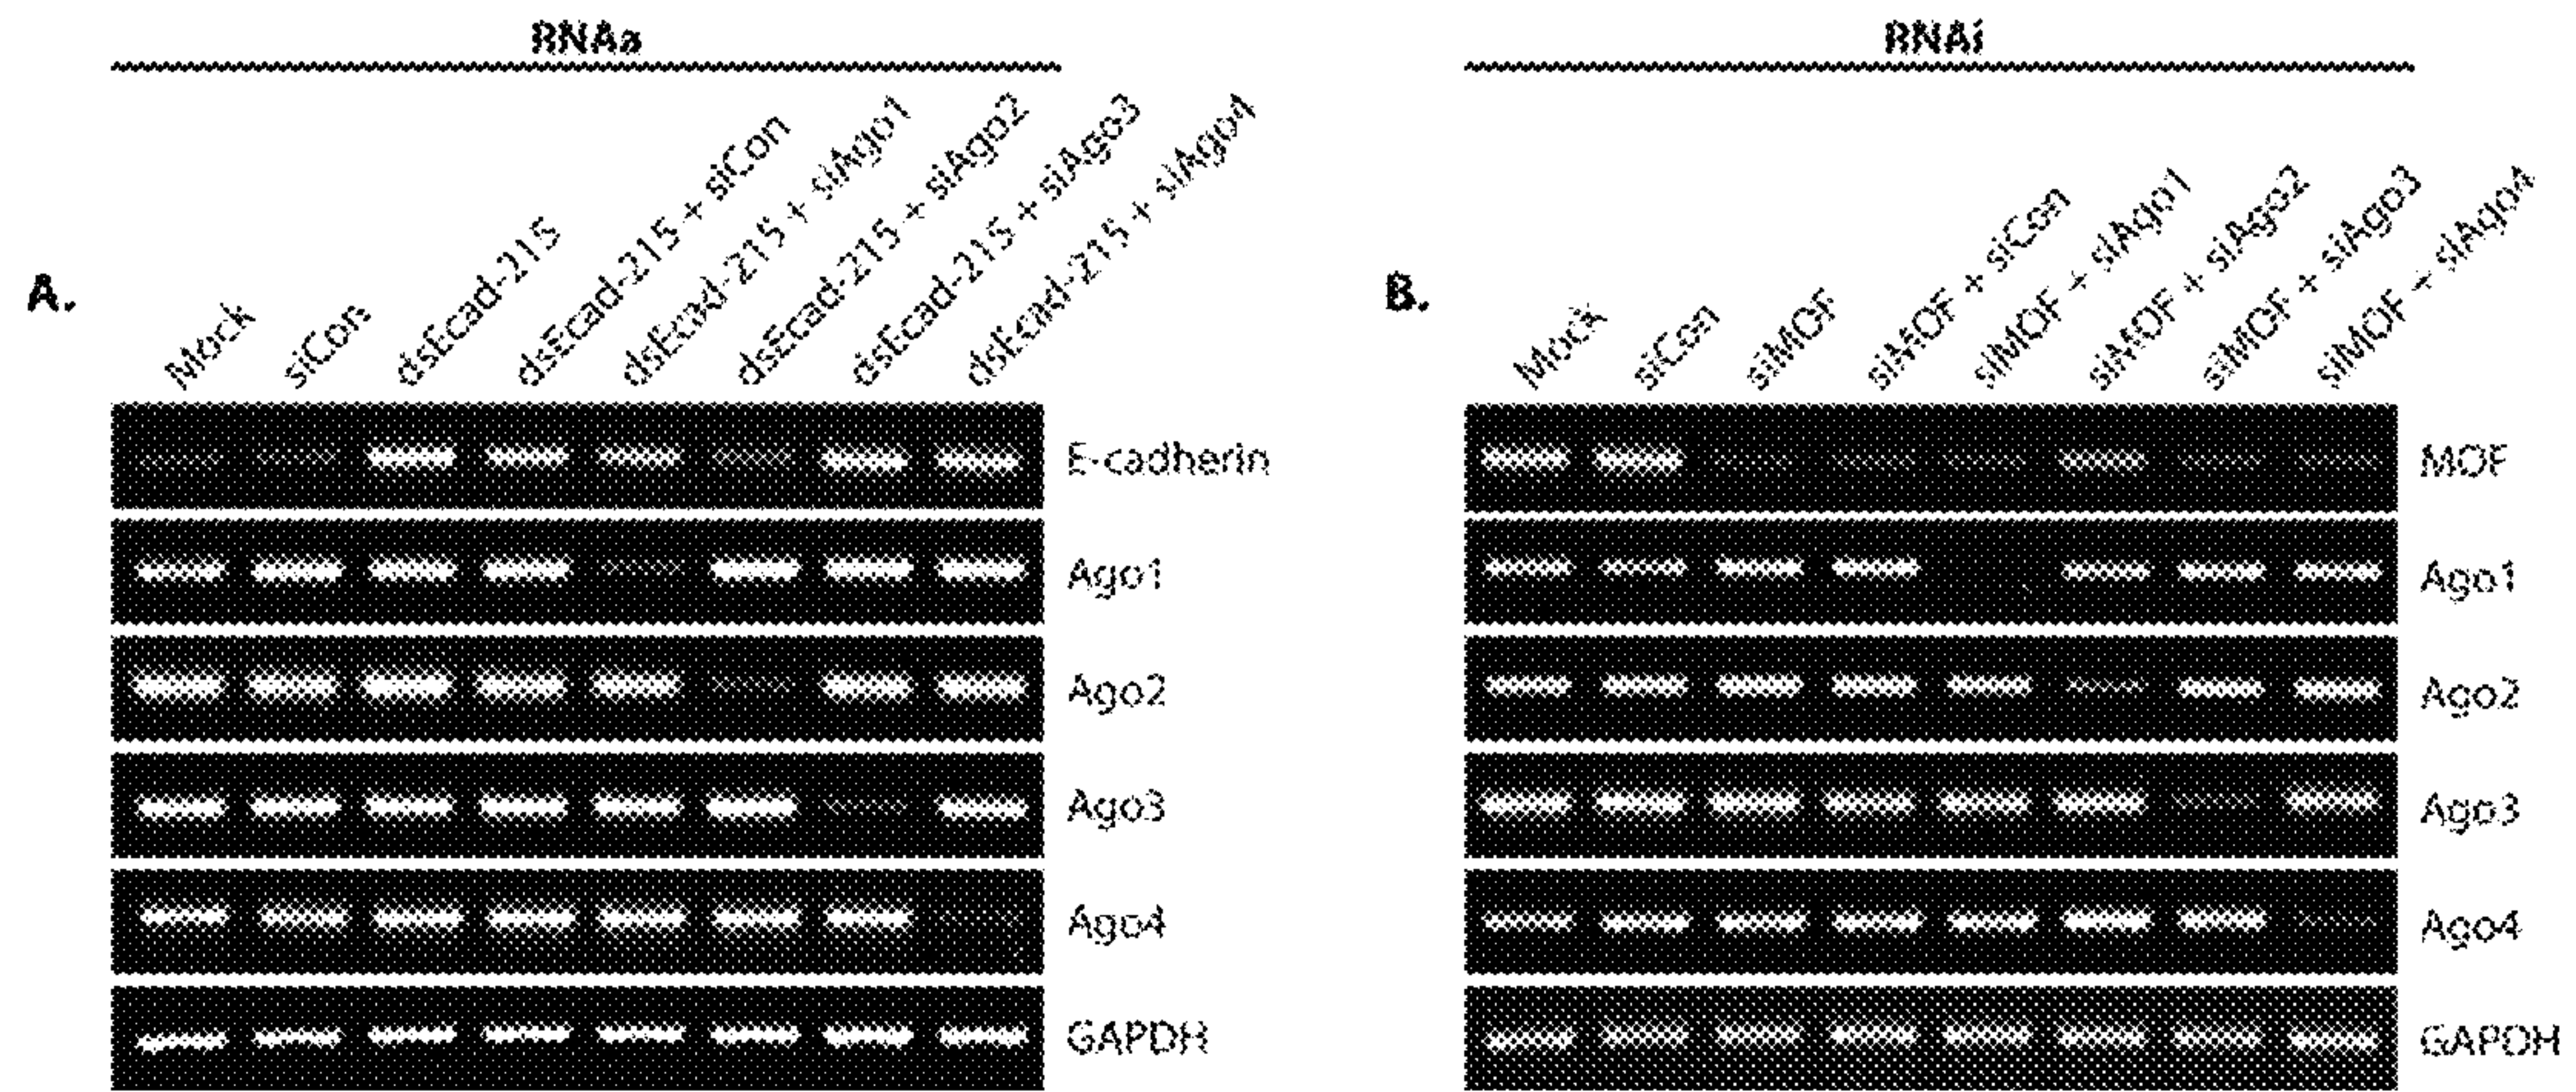 RNAa
A.
Mock
siCon
dsEcad-215
dsEcad-215 + siCon
dsEcad-215 + siAgo1
dsEcad-215 + siAgo2
dsEcad-215 + siAgo3
dsEcad-215 + siAgo4
E-cadherin
Ago1
Ago2
Ago3
Ago4
GAPDH
RNAi
B.
Mock
siCon
siMOF
siMOF + siCon
siMOF + siAgo1
siMOF + siAgo2
siMOF + siAgo3
siMOF + siAgo4
MOF
Ago1
Ago2
Ago3
Ago4
GAPDH